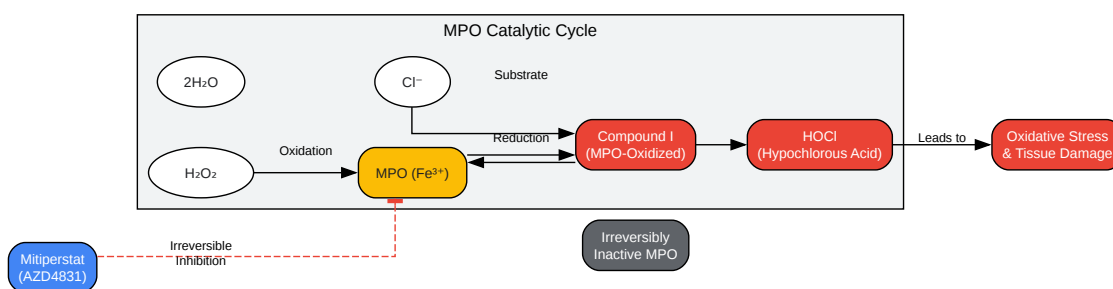 MPO Catalytic Cycle
2H₂O
Cl⁻
Substrate
Oxidation
Reduction
H₂O₂
MPO (Fe³⁺)
Compound I
(MPO-Oxidized)
HOCl
(Hypochlorous Acid)
Leads to
Oxidative Stress
& Tissue Damage
Irreversible
Inhibition
Mitiperstat
(AZD4831)
Irreversibly
Inactive MPO